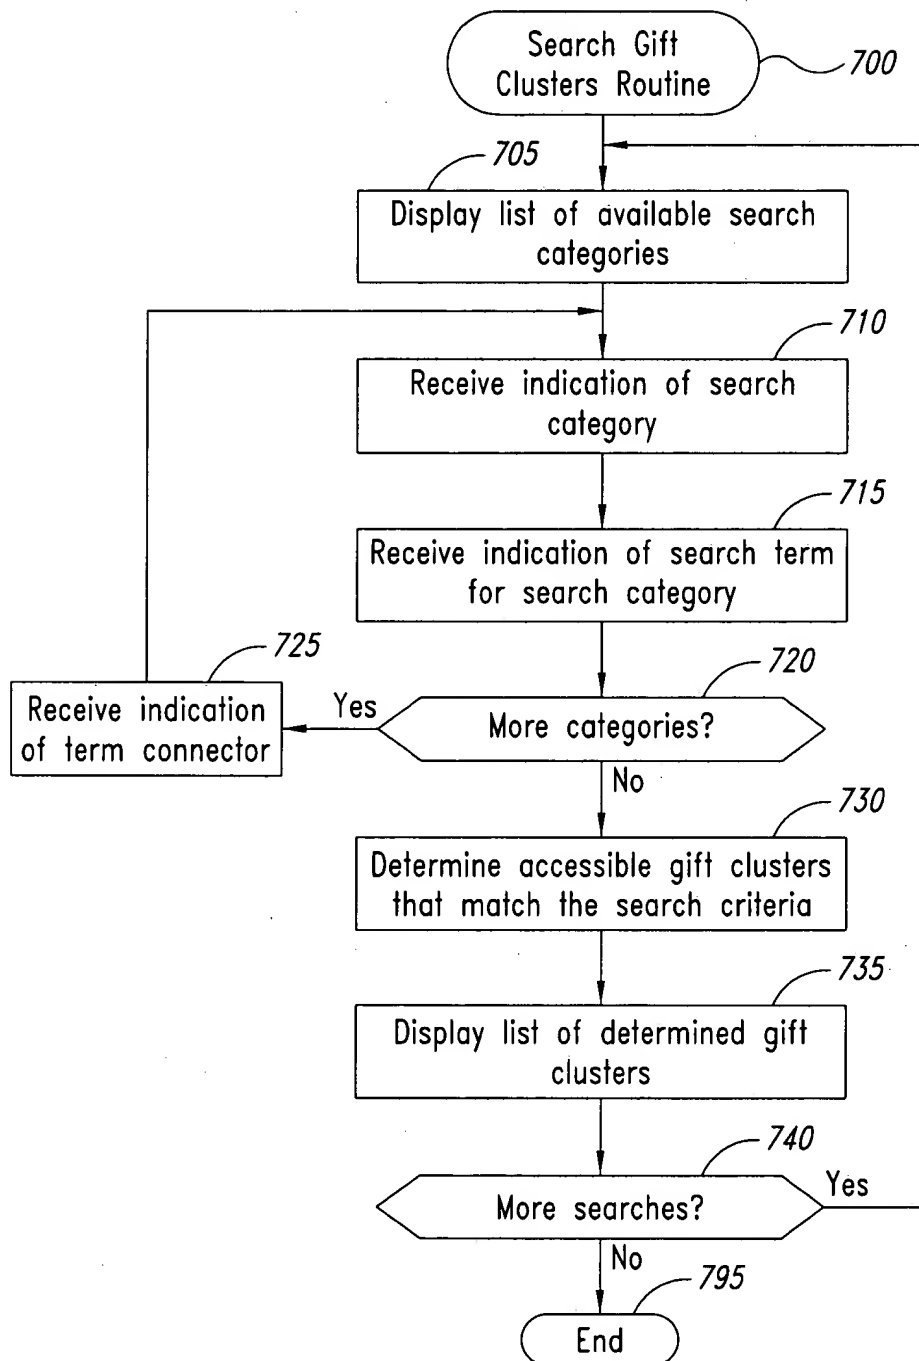 Search Gift
Clusters Routine
700
705
Display list of available search
categories
710
Receive indication of search
category
715
Receive indication of search term
for search category
720
More categories?
Yes
725
Receive indication
of term connector
No
730
Determine accessible gift clusters
that match the search criteria
735
Display list of determined gift
clusters
740
More searches?
Yes
No
795
End